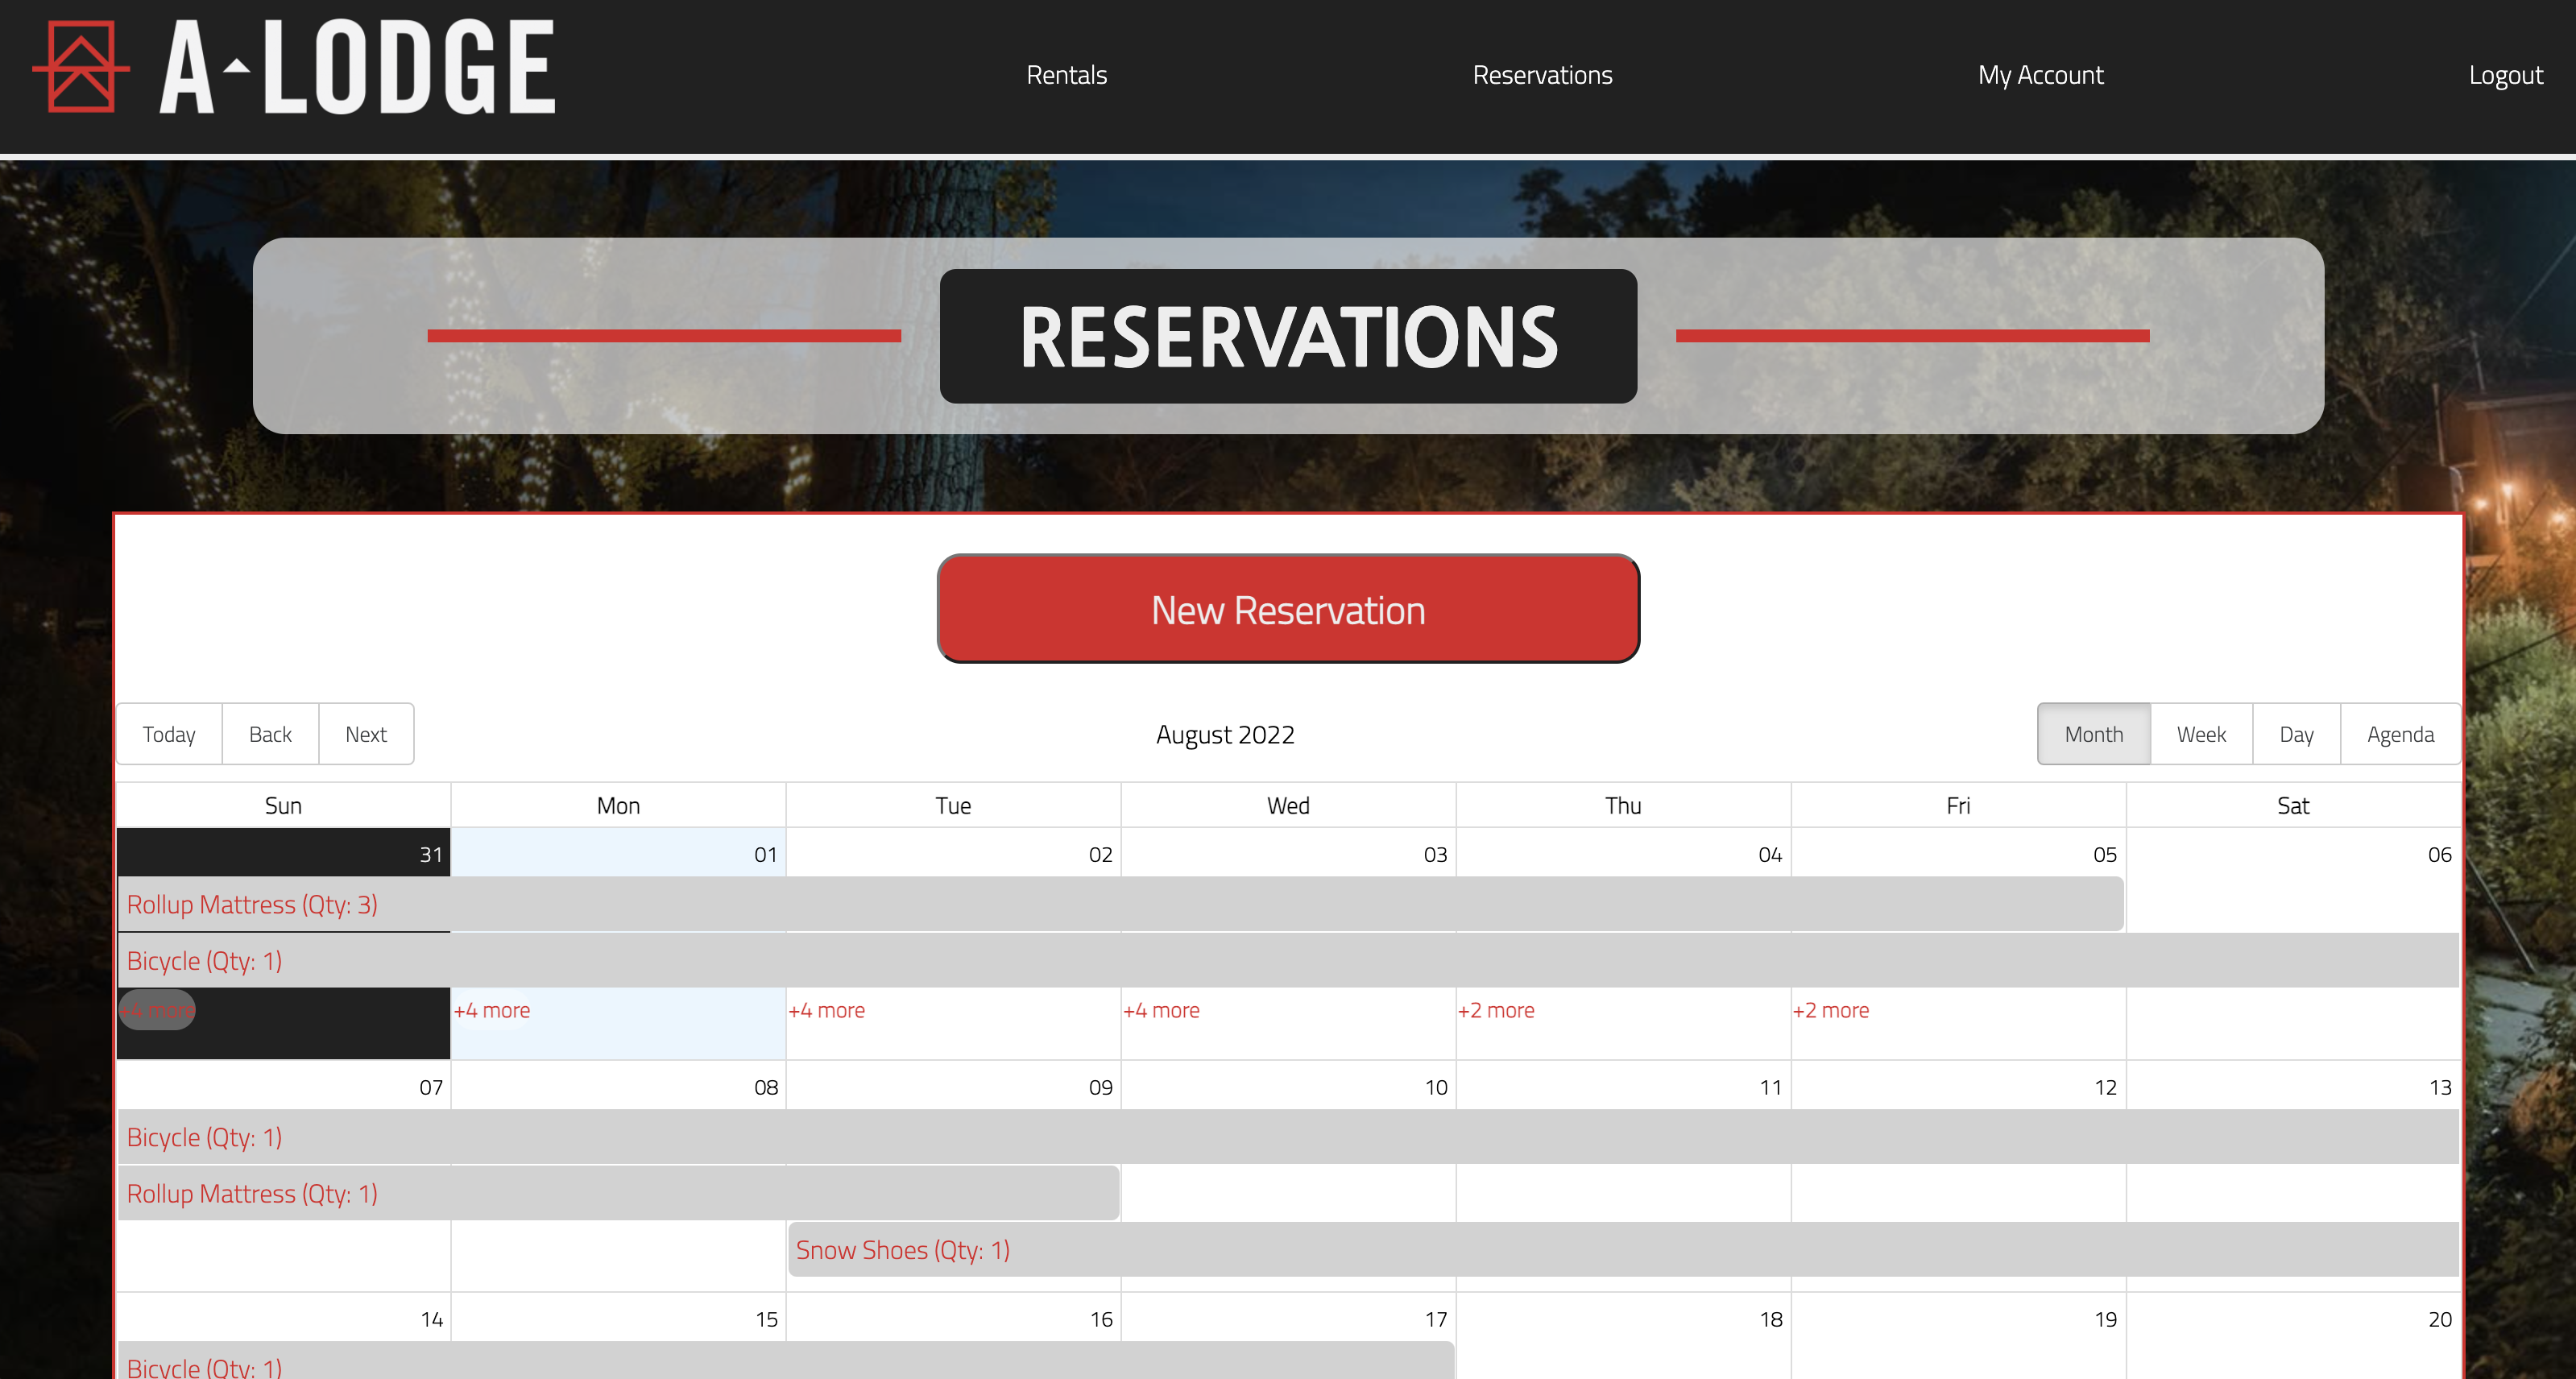 A-LODGE
Rentals Reservations My Account Logout
RESERVATIONS
New Reservation
Today Back Next August 2022 Month Week Day Agenda
Sun Mon Tue Wed Thu Fri Sat
31 01 02 03 04 05 06
Rollup Mattress (Qty: 3)
Bicycle (Qty: 1)
+4 more +4 more +4 more +4 more +2 more +2 more
07 08 09 10 11 12 13
Bicycle (Qty: 1)
Rollup Mattress (Qty: 1)
Snow Shoes (Qty: 1)
14 15 16 17 18 19 20
Bicycle (Qty: 1)